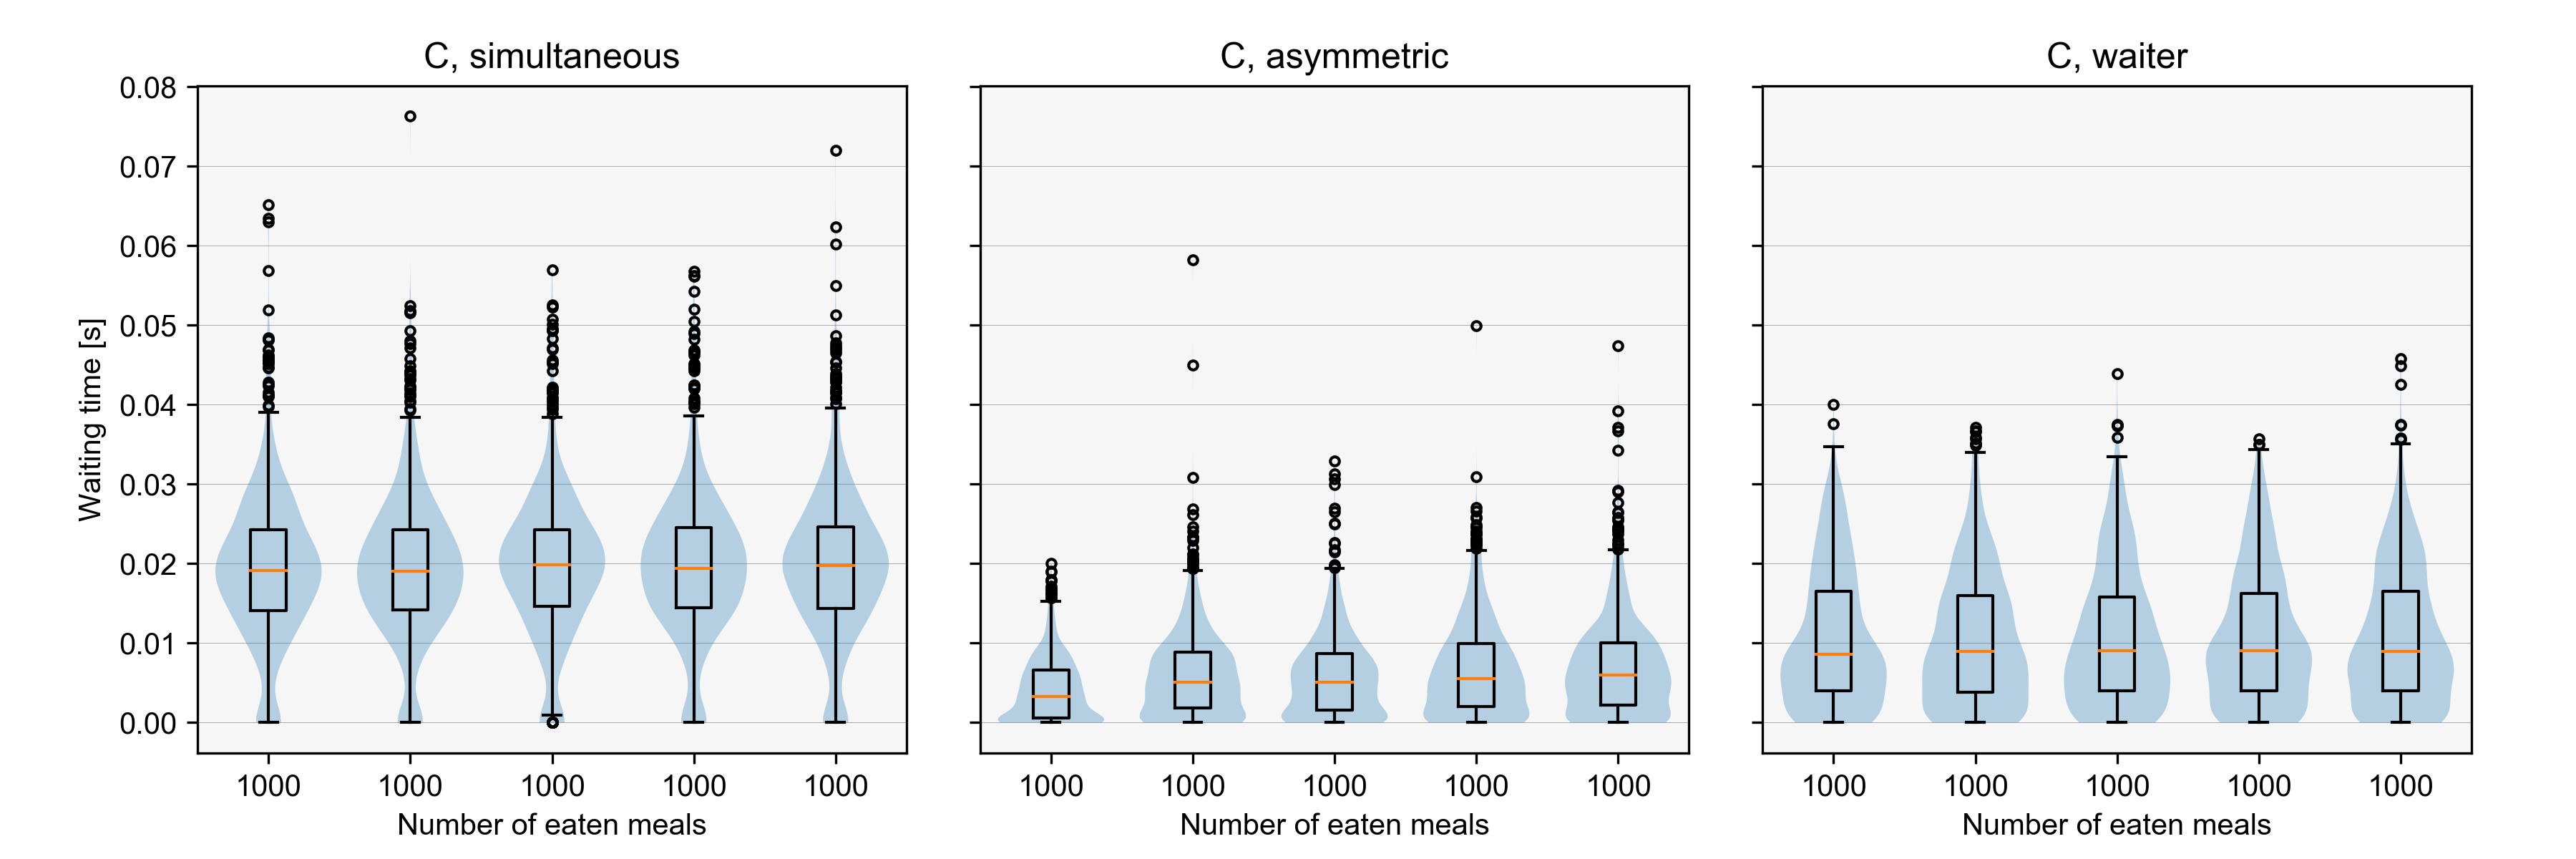 C, simultaneous
C, asymmetric
C, waiter
Waiting time [s]
0.08
0.07
0.06
0.05
0.04
0.03
0.02
0.01
0.00
1000 1000 1000 1000 1000
1000 1000 1000 1000 1000
1000 1000 1000 1000 1000
Number of eaten meals
Number of eaten meals
Number of eaten meals